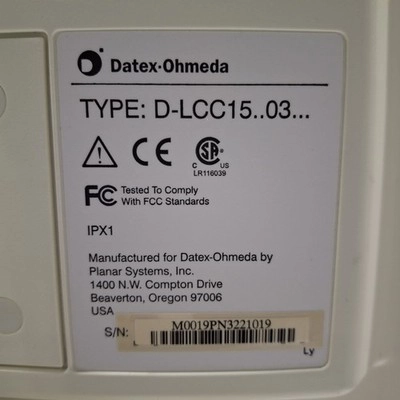 Datex-Ohmeda
TYPE: D-LCC15..03...
CE
SA
C US
LR116039
FC Tested To Comply
With FCC Standards
IPX1
Manufactured for Datex-Ohmeda by
Planar Systems, Inc.
1400 N.W. Compton Drive
Beaverton, Oregon 97006
USA
S/N: M0019PN3221019
Ly